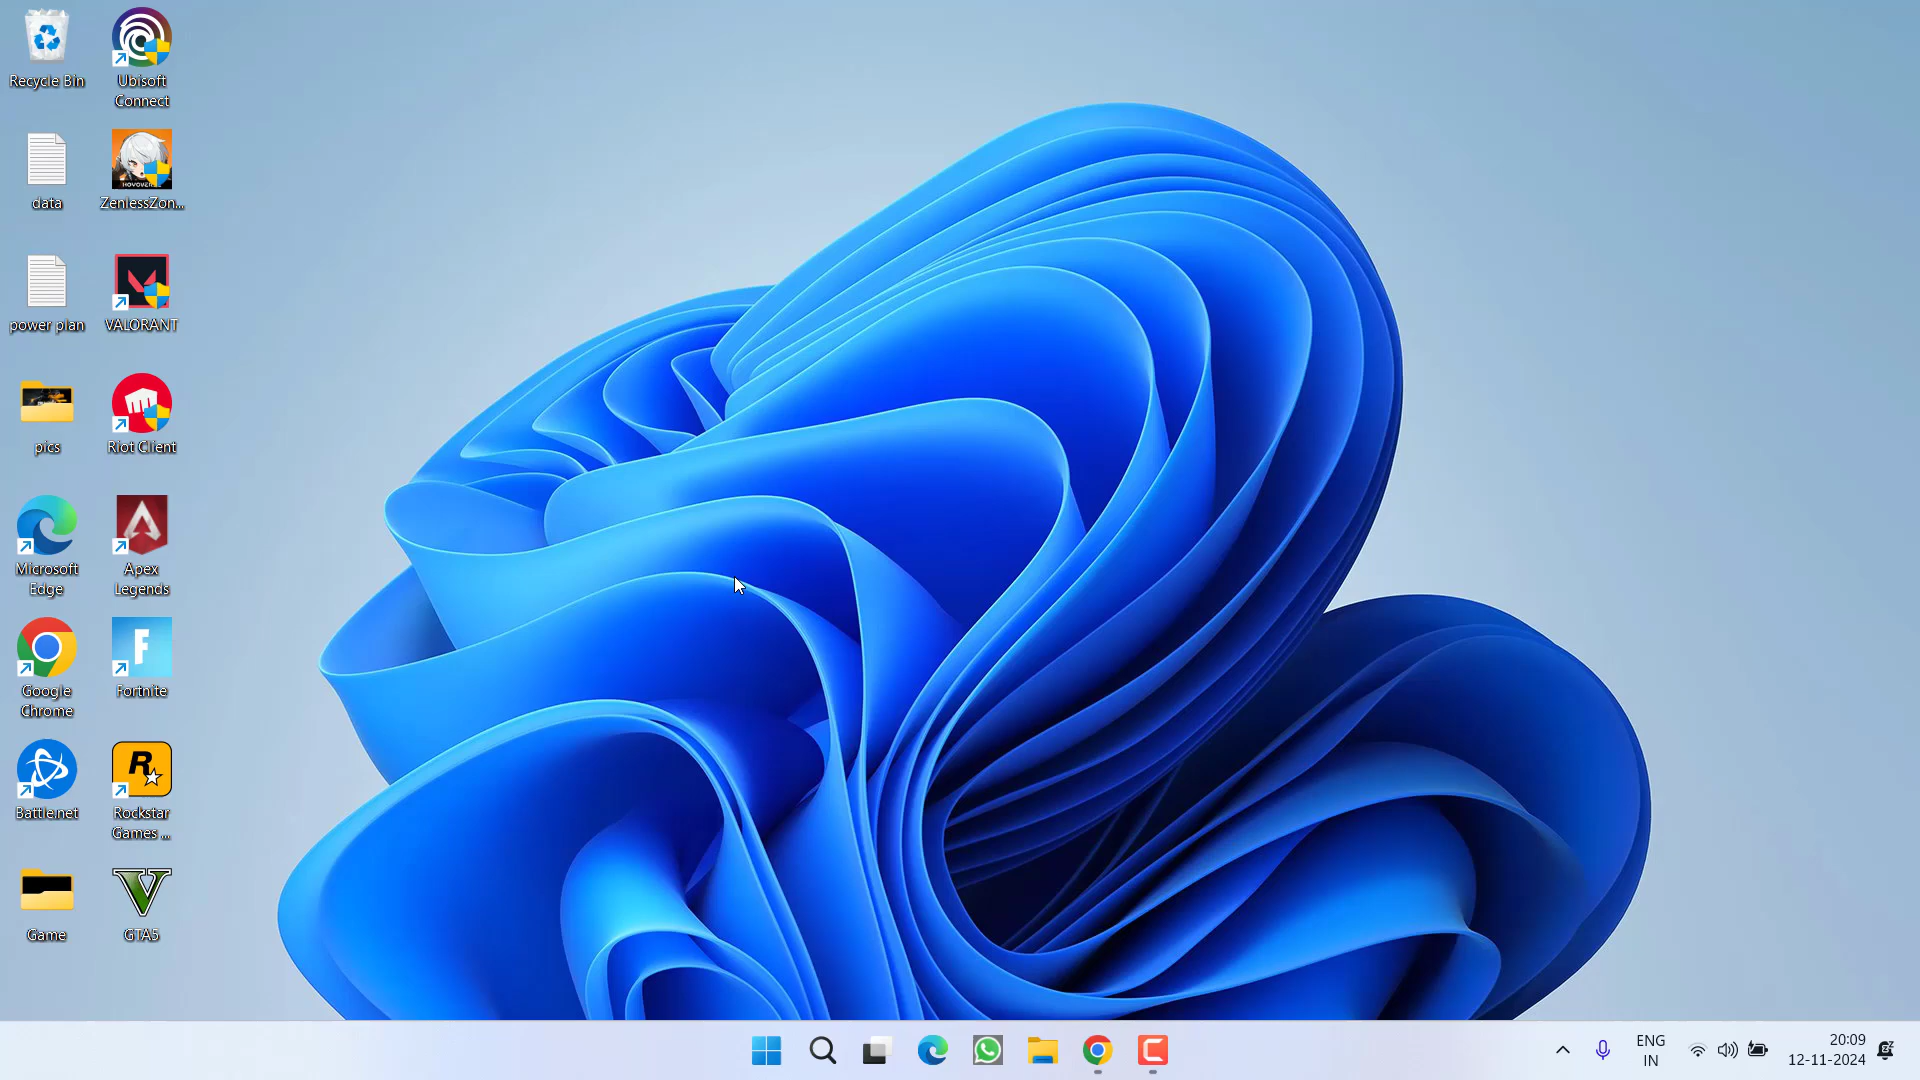 Recycle Bin
Ubisoft
Connect
data
ZenlessZon...
power plan
VALORANT
pics
Riot Client
Microsoft
Edge
Apex
Legends
Google
Chrome
Fortnite
Battle.net
Rockstar
Games ...
Game
GTA5
ENG
IN
20:09
12-11-2024